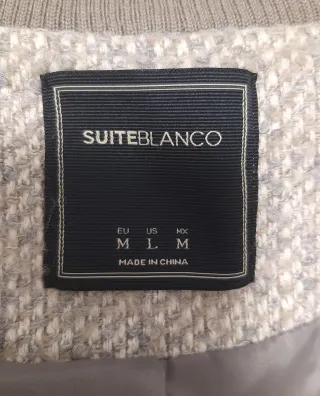 SUITEBLANCO
EU US MX
M L M
MADE IN CHINA